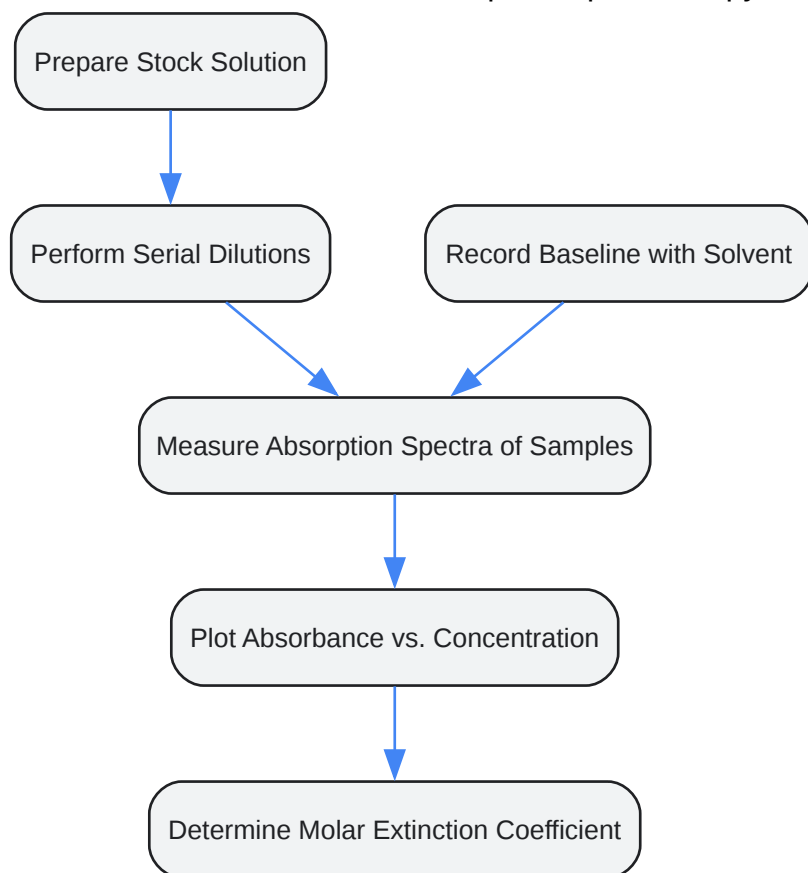 Prepare Stock Solution
Perform Serial Dilutions
Record Baseline with Solvent
Measure Absorption Spectra of Samples
Plot Absorbance vs. Concentration
Determine Molar Extinction Coefficient